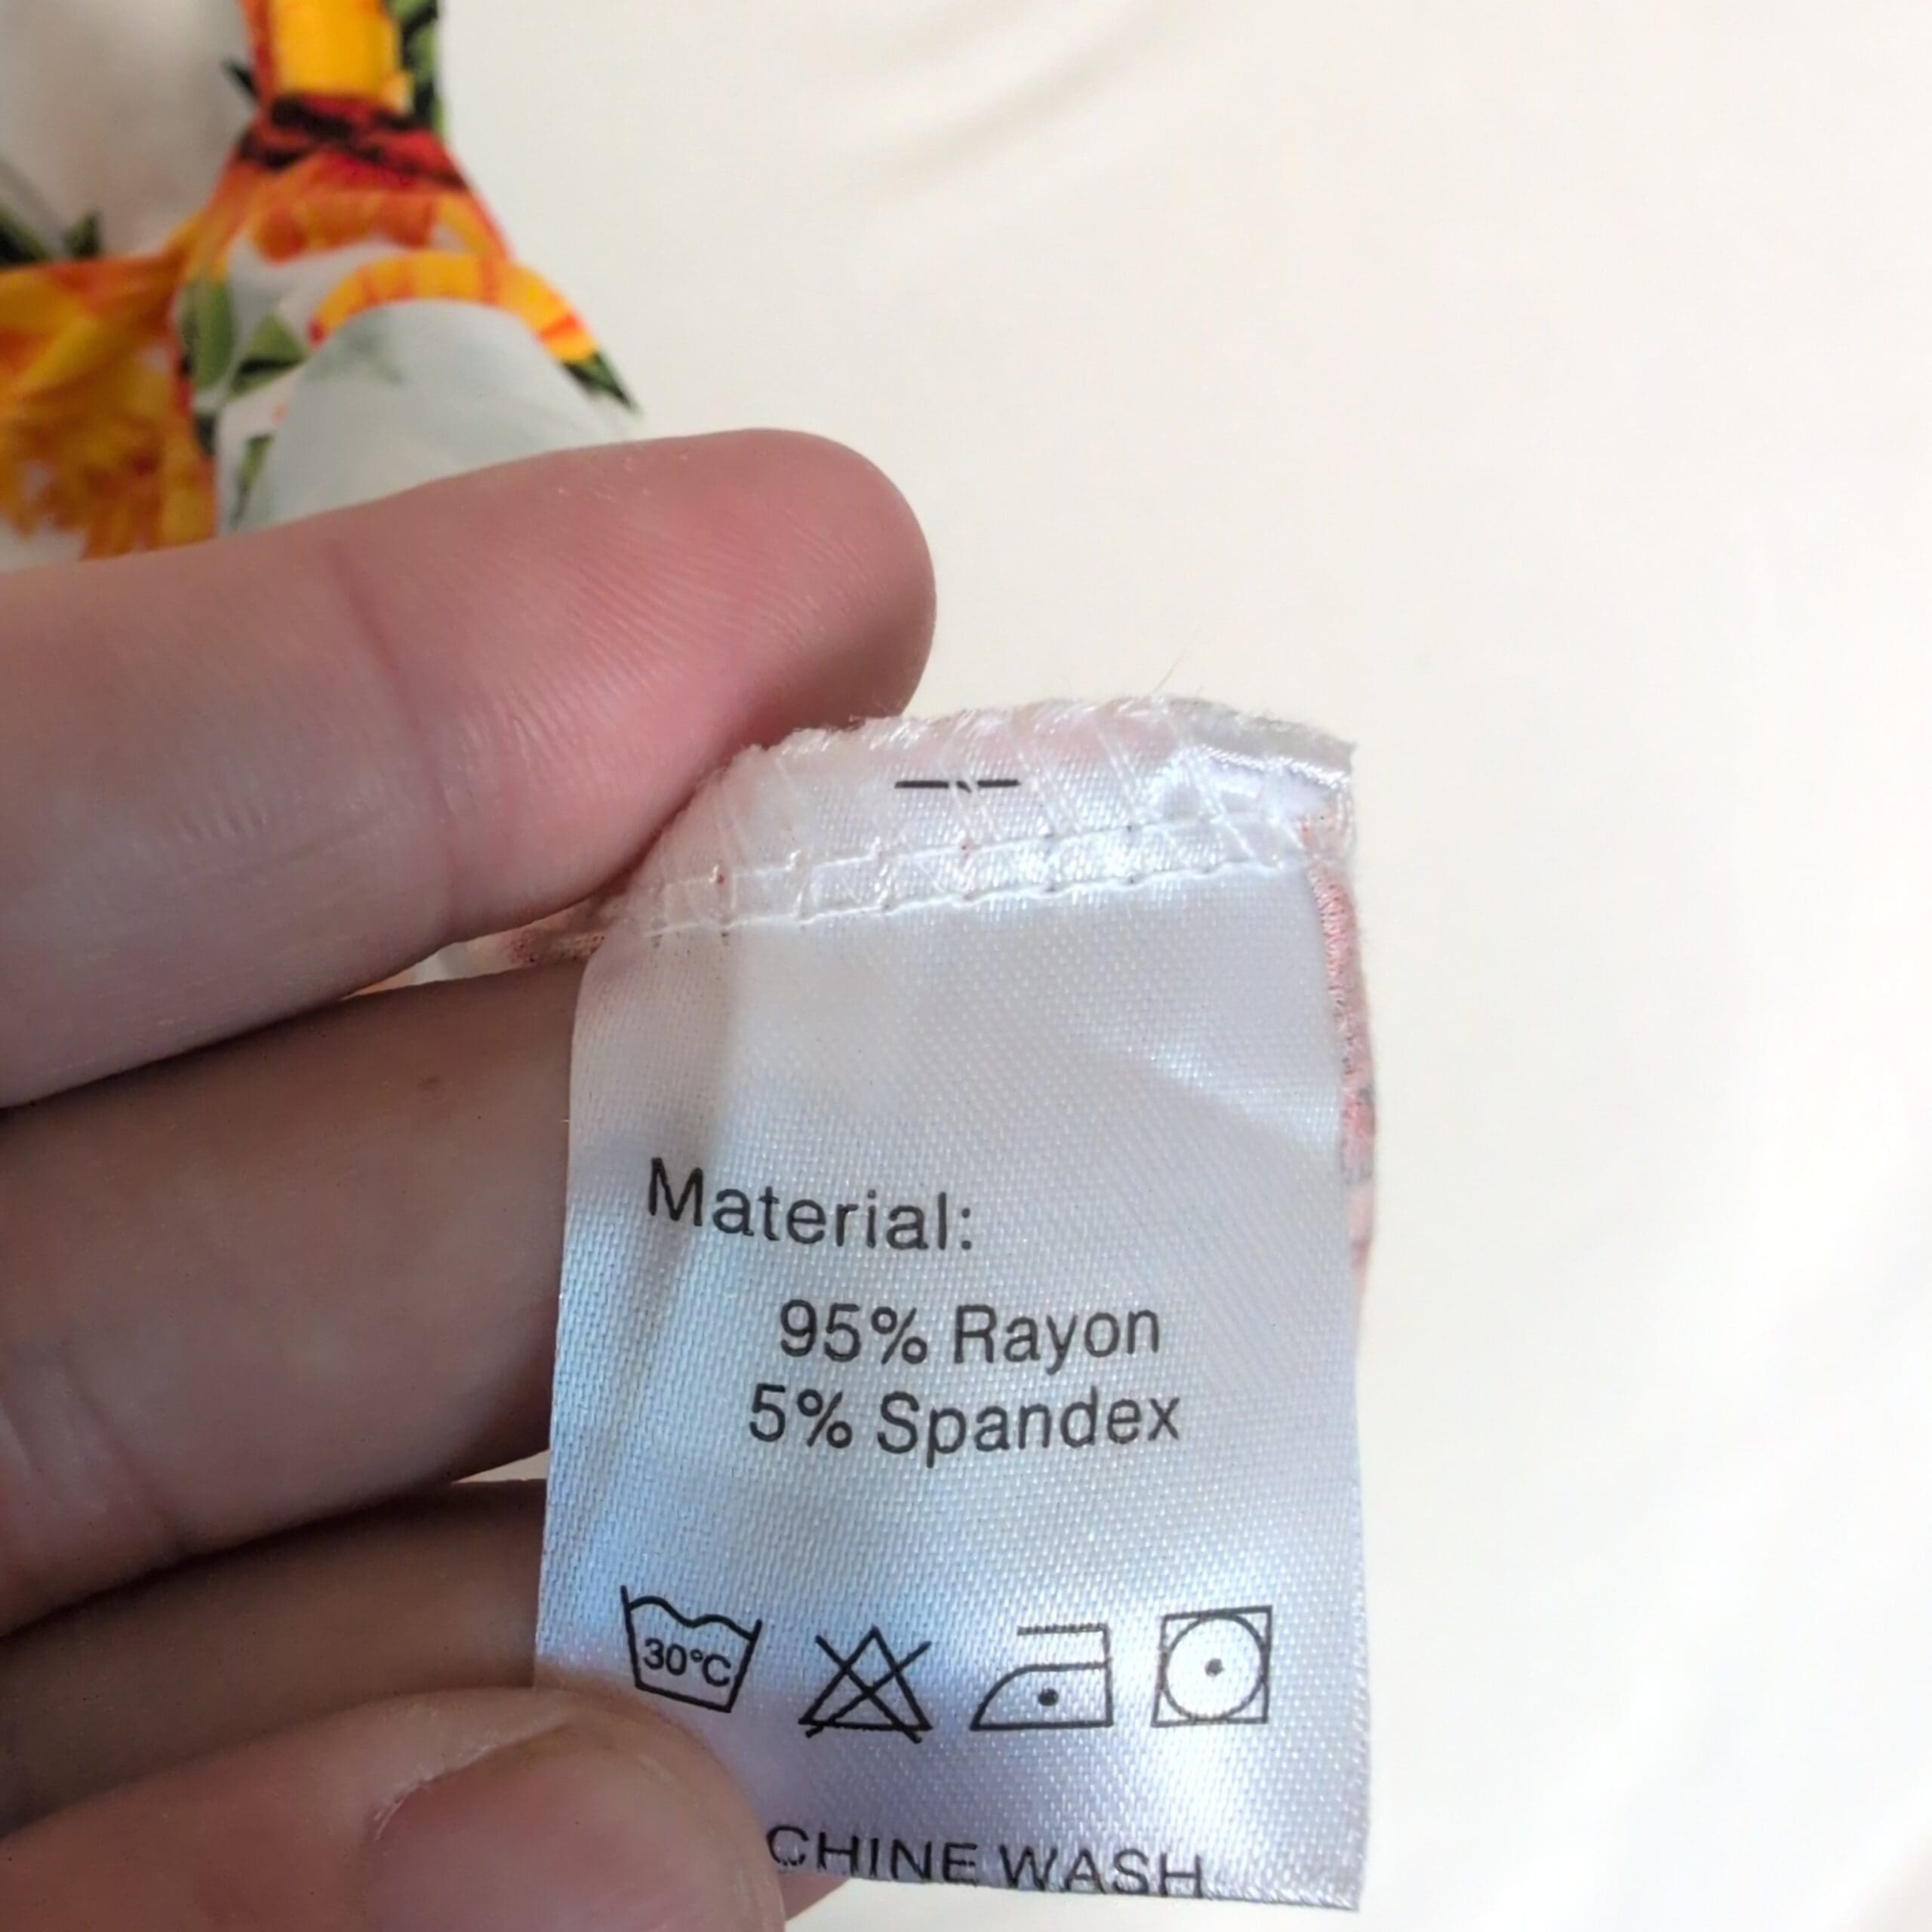 Material:
95% Rayon
5% Spandex
30°C
CHINE WASH